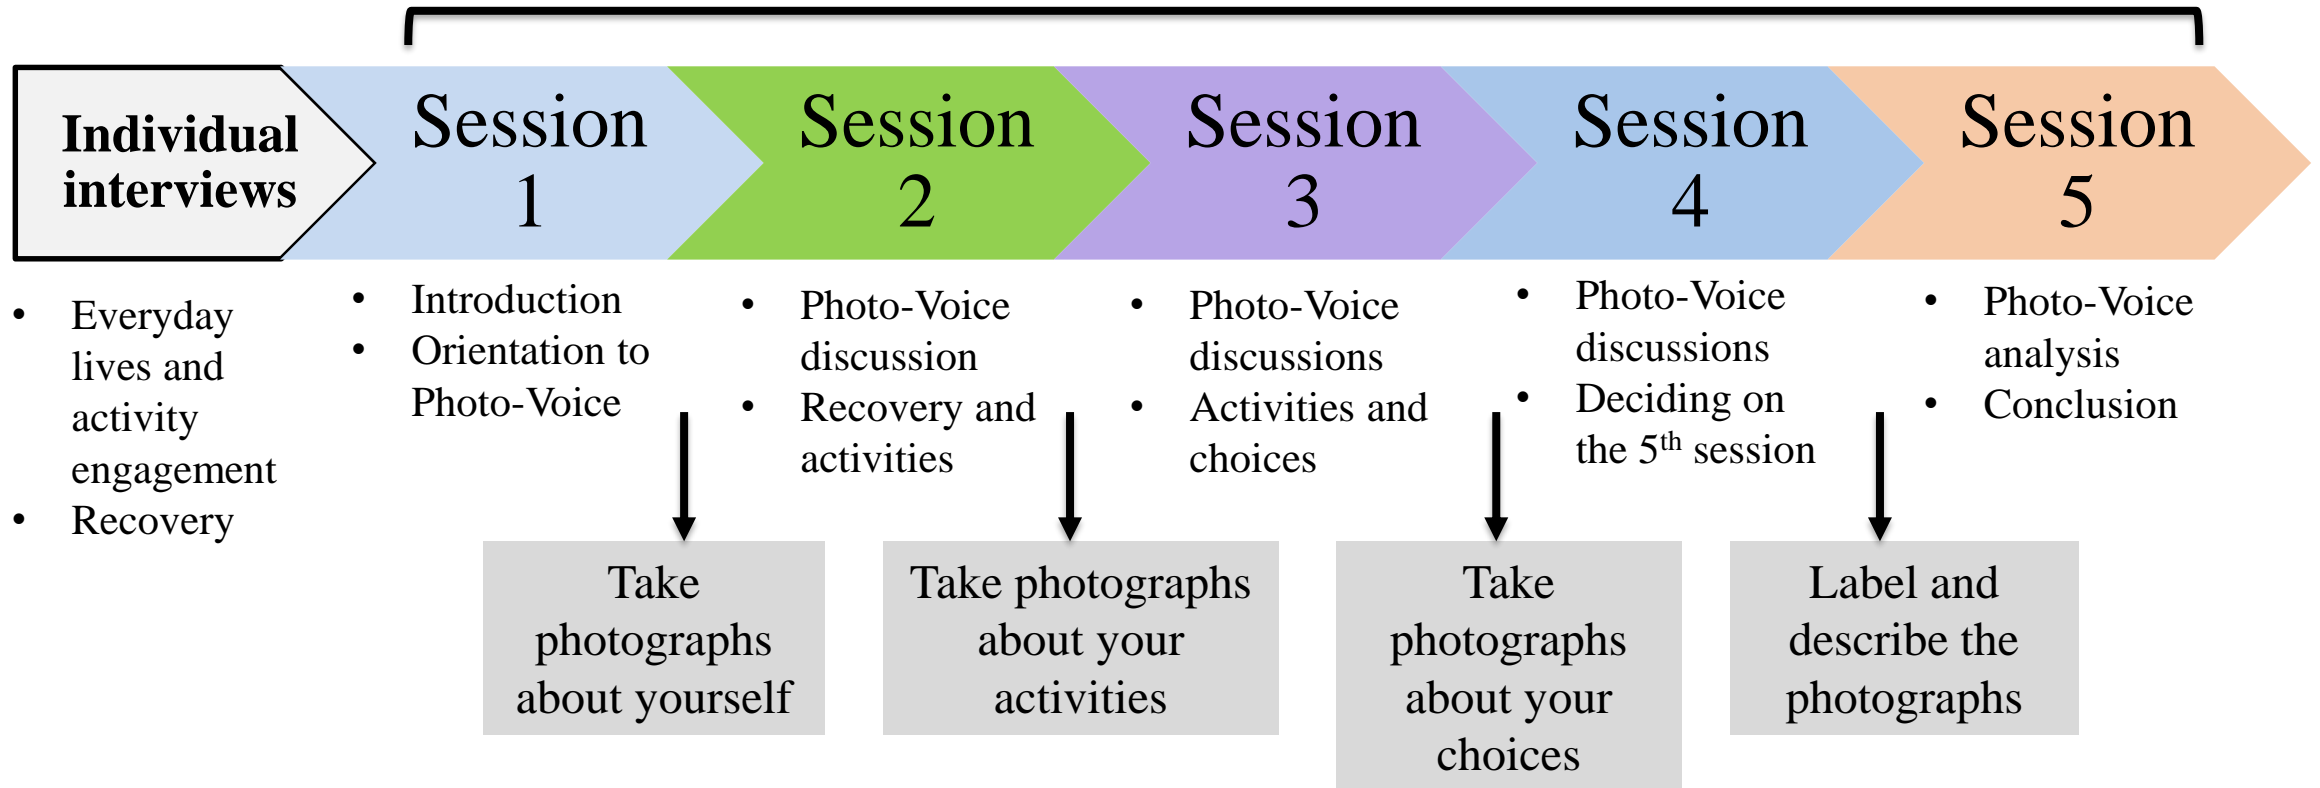 Individual
interviews
Session
1
Session
2
Session
3
Session
4
Session
5
• Everyday
lives and
activity
engagement
• Recovery
• Introduction
• Orientation to
Photo-Voice
• Photo-Voice
discussion
• Recovery and
activities
• Photo-Voice
discussions
• Activities and
choices
• Photo-Voice
discussions
• Deciding on
the 5th session
• Photo-Voice
analysis
• Conclusion
Take
photographs
about yourself
Take photographs
about your
activities
Take
photographs
about your
choices
Label and
describe the
photographs